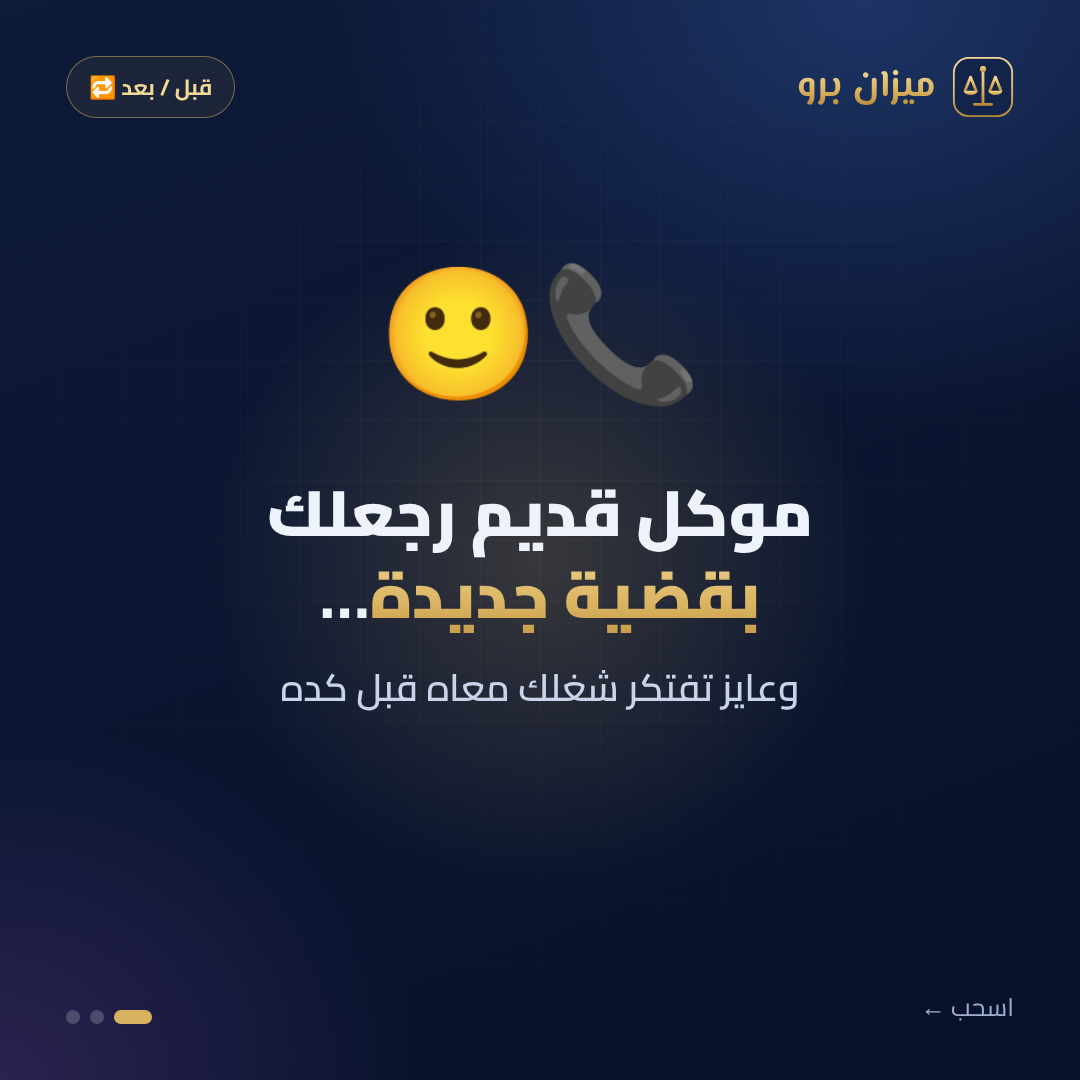 ميزان برو
قبل / بعد 🔁
موكل قديم رجعلك
بقضية جديدة...
وعايز تفتكر شغلك معاه قبل كده
اسحب ←